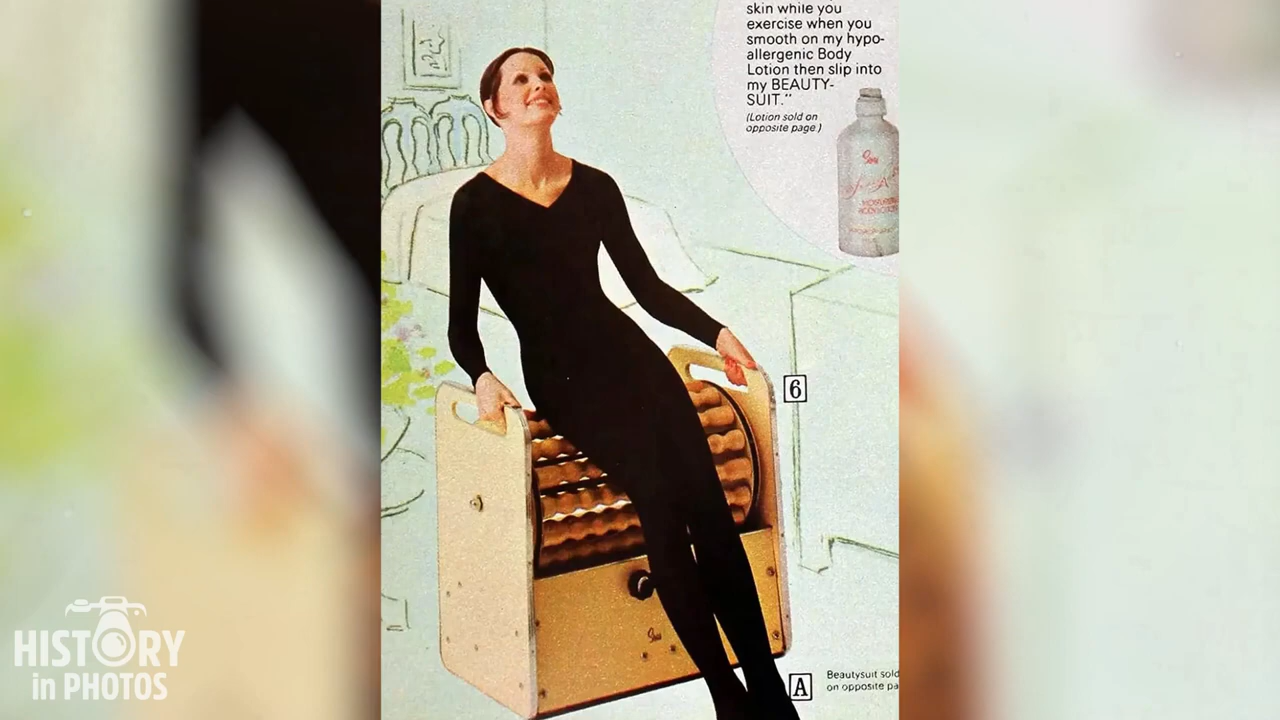 skin while you
exercise when you
smooth on my hypo-
allergenic Body
Lotion then slip into
my BEAUTY-
SUIT."
(Lotion sold on
opposite page)
6
A
Beautysuit sold
on opposite pa
HISTORY
in PHOTOS